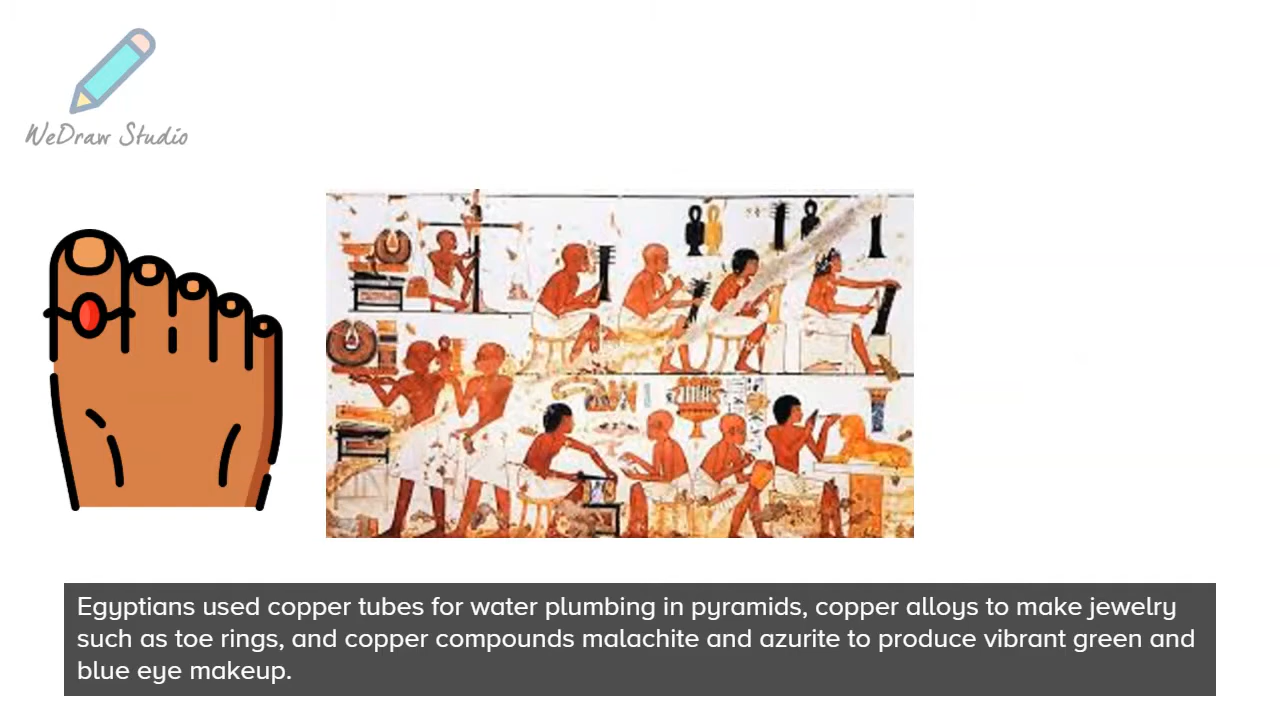 WeDraw Studio
Egyptians used copper tubes for water plumbing in pyramids, copper alloys to make jewelry
such as toe rings, and copper compounds malachite and azurite to produce vibrant green and
blue eye makeup.